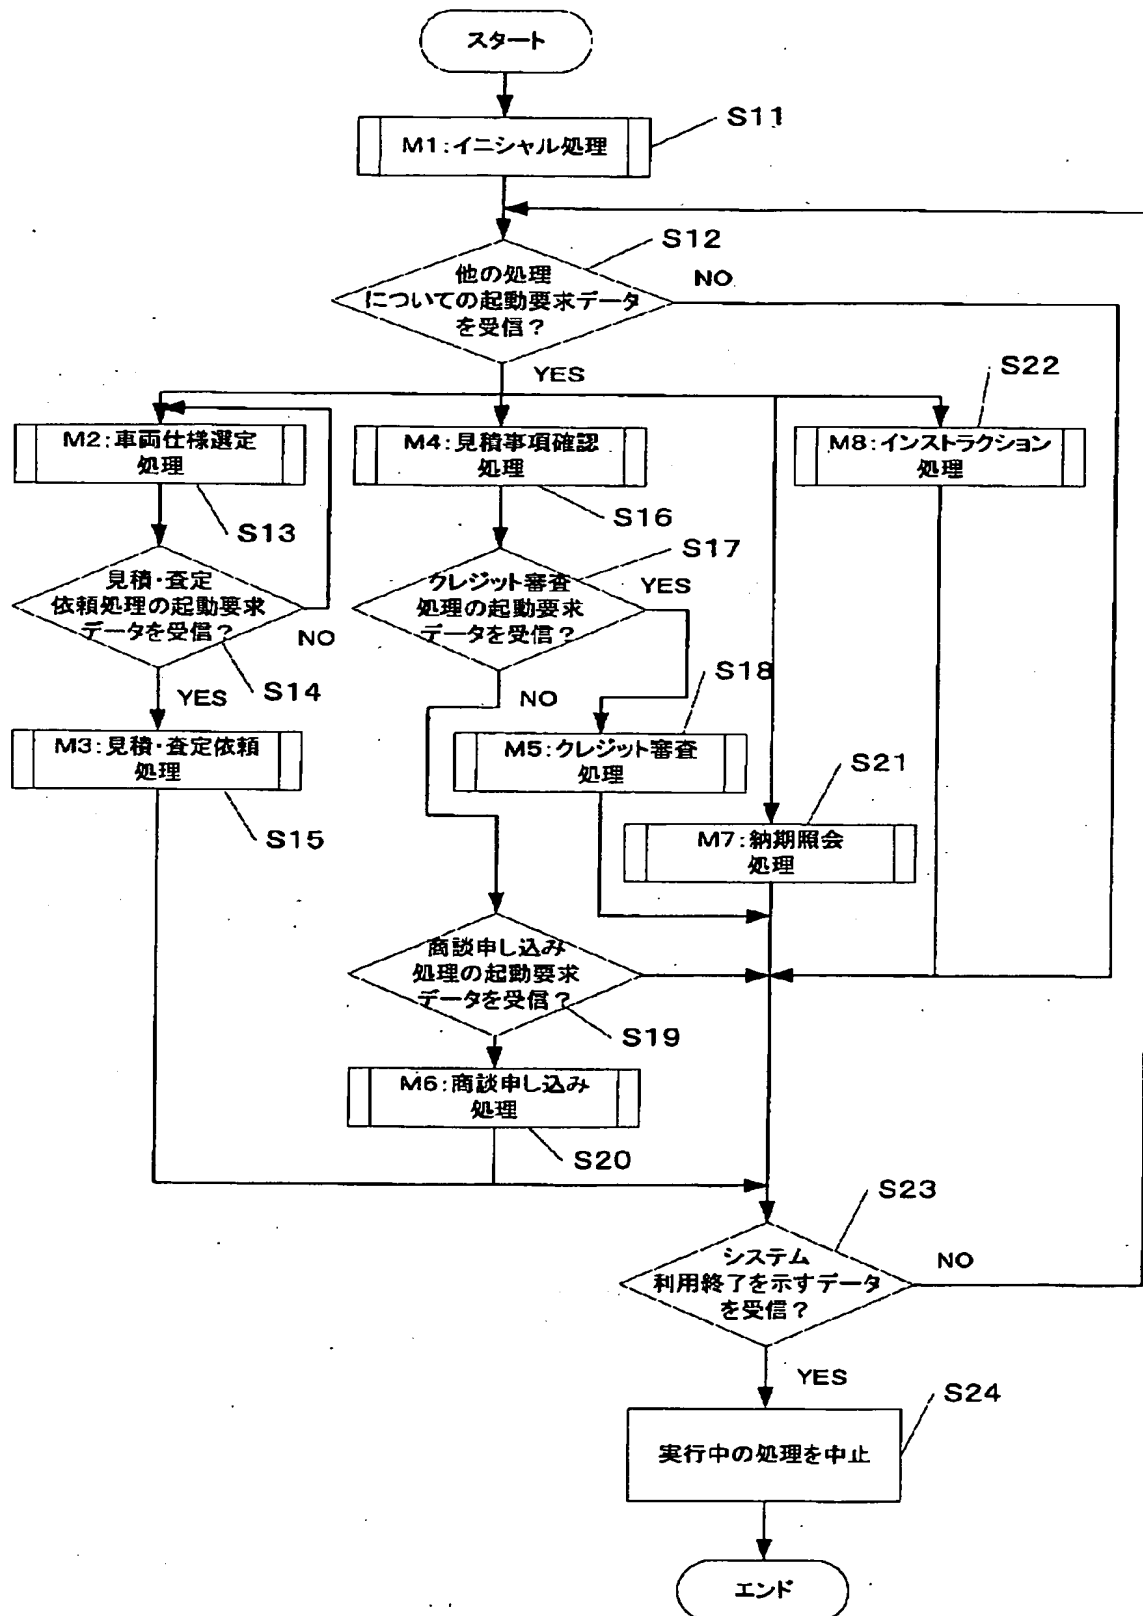 スタート
S11
M1:イニシャル処理
S12
他の処理
についての起動要求データ
を受信?
NO
YES
S22
M2:車両仕様選定
処理
M4:見積事項確認
処理
M8:インストラクション
処理
S13
S16
S17
見積・査定
依頼処理の起動要求
データを受信?
NO
クレジット審査
処理の起動要求
データを受信?
YES
S14
YES
NO
S18
M3:見積・査定依頼
処理
M5:クレジット審査
処理
S15
S21
M7:納期照会
処理
商談申し込み
処理の起動要求
データを受信?
S19
M6:商談申し込み
処理
S20
S23
システム
利用終了を示すデータ
を受信?
NO
YES
S24
実行中の処理を中止
エンド